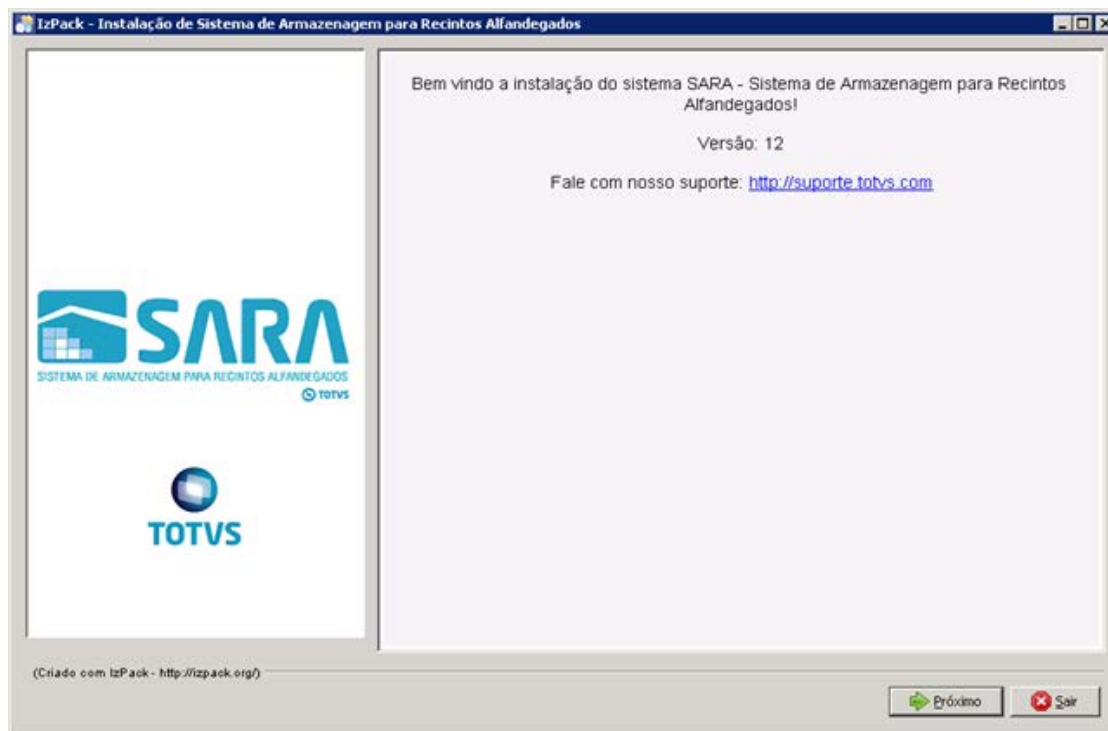 IzPack - Instalação de Sistema de Armazenagem para Recintos Alfandegados
Bem vindo a instalação do sistema SARA - Sistema de Armazenagem para Recintos
Alfandegados!
Versão: 12
Fale com nosso suporte: http://suporte.totvs.com
SARA
SISTEMA DE ARMAZENAGEM PARA RECINTOS ALFANDEGADOS
TOTVS
TOTVS
(Criado com IzPack - http://izpack.org/)
Próximo
Sair